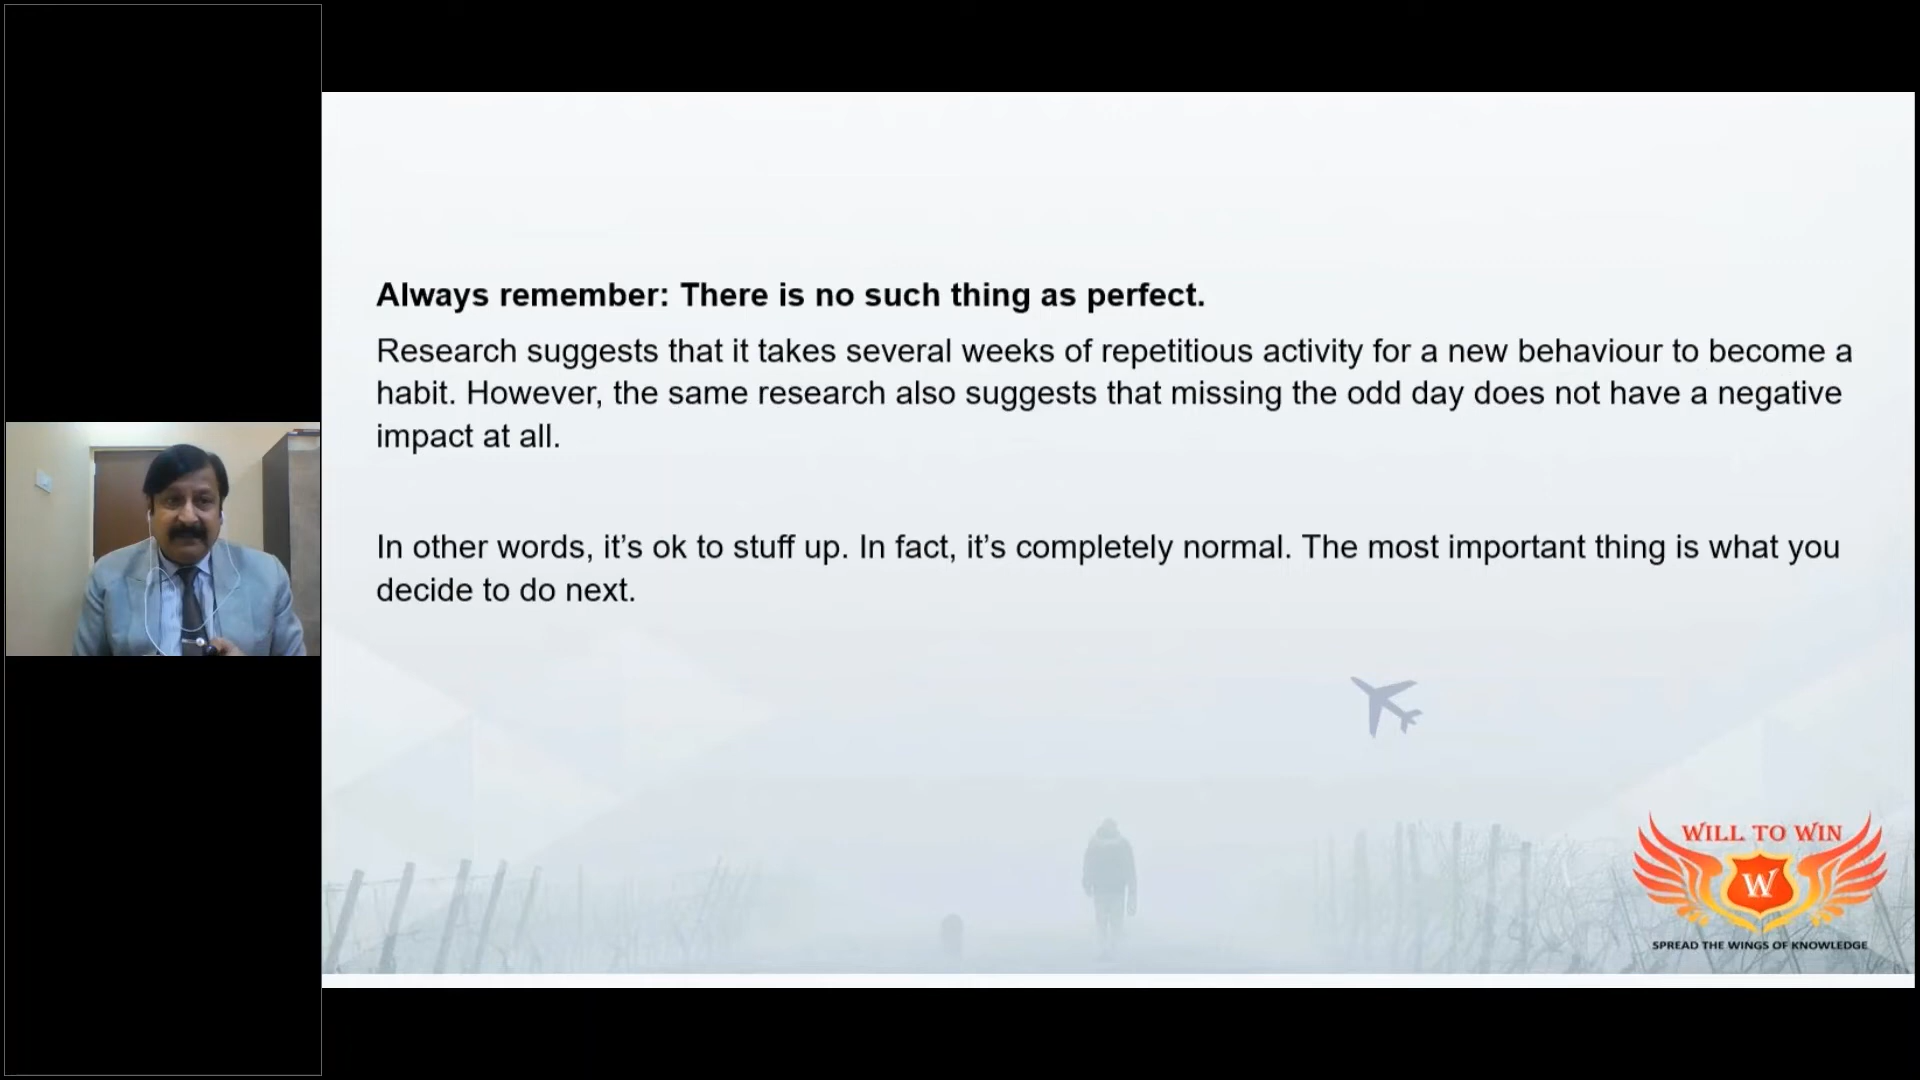 Always remember: There is no such thing as perfect.
Research suggests that it takes several weeks of repetitious activity for a new behaviour to become a
habit. However, the same research also suggests that missing the odd day does not have a negative
impact at all.
In other words, it’s ok to stuff up. In fact, it’s completely normal. The most important thing is what you
decide to do next.
WILL TO WIN
W
SPREAD THE WINGS OF KNOWLEDGE